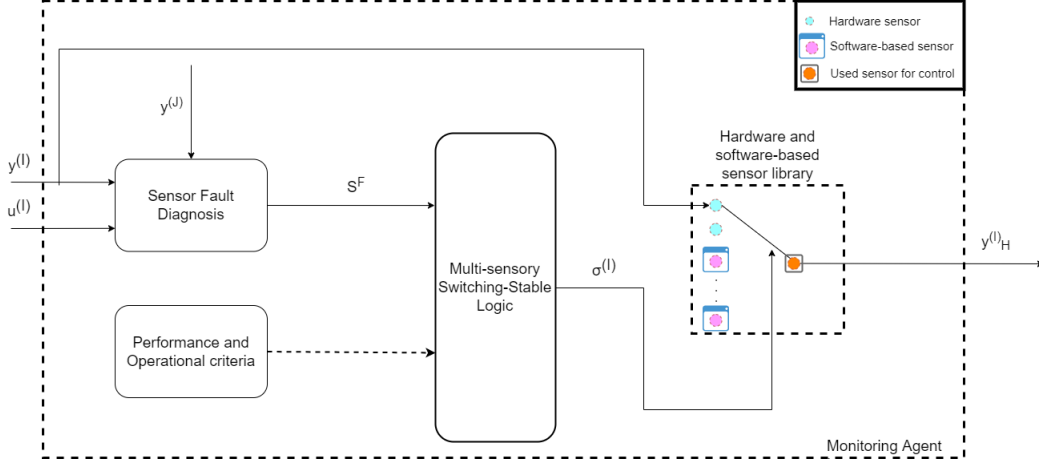 Hardware sensor
Software-based sensor
Used sensor for control
y(J)
y(I)
u(I)
Sensor Fault
Diagnosis
SF
Performance and
Operational criteria
Multi-sensory
Switching-Stable
Logic
σ(I)
Hardware and
software-based
sensor library
y(I)H
Monitoring Agent